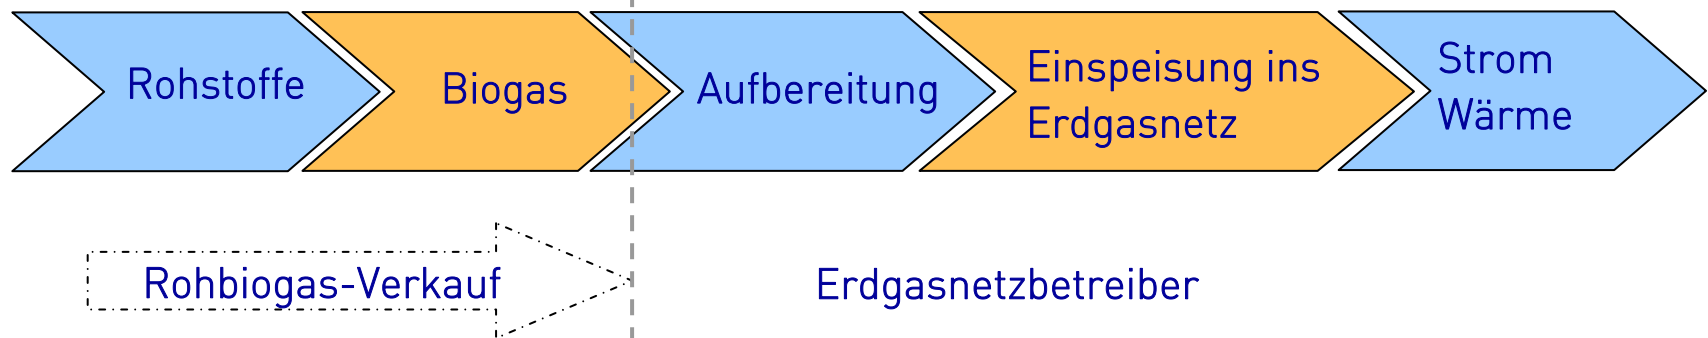 Rohstoffe
Biogas
Aufbereitung
Einspeisung ins
Erdgasnetz
Strom
Wärme
Rohbiogas-Verkauf
Erdgasnetzbetreiber